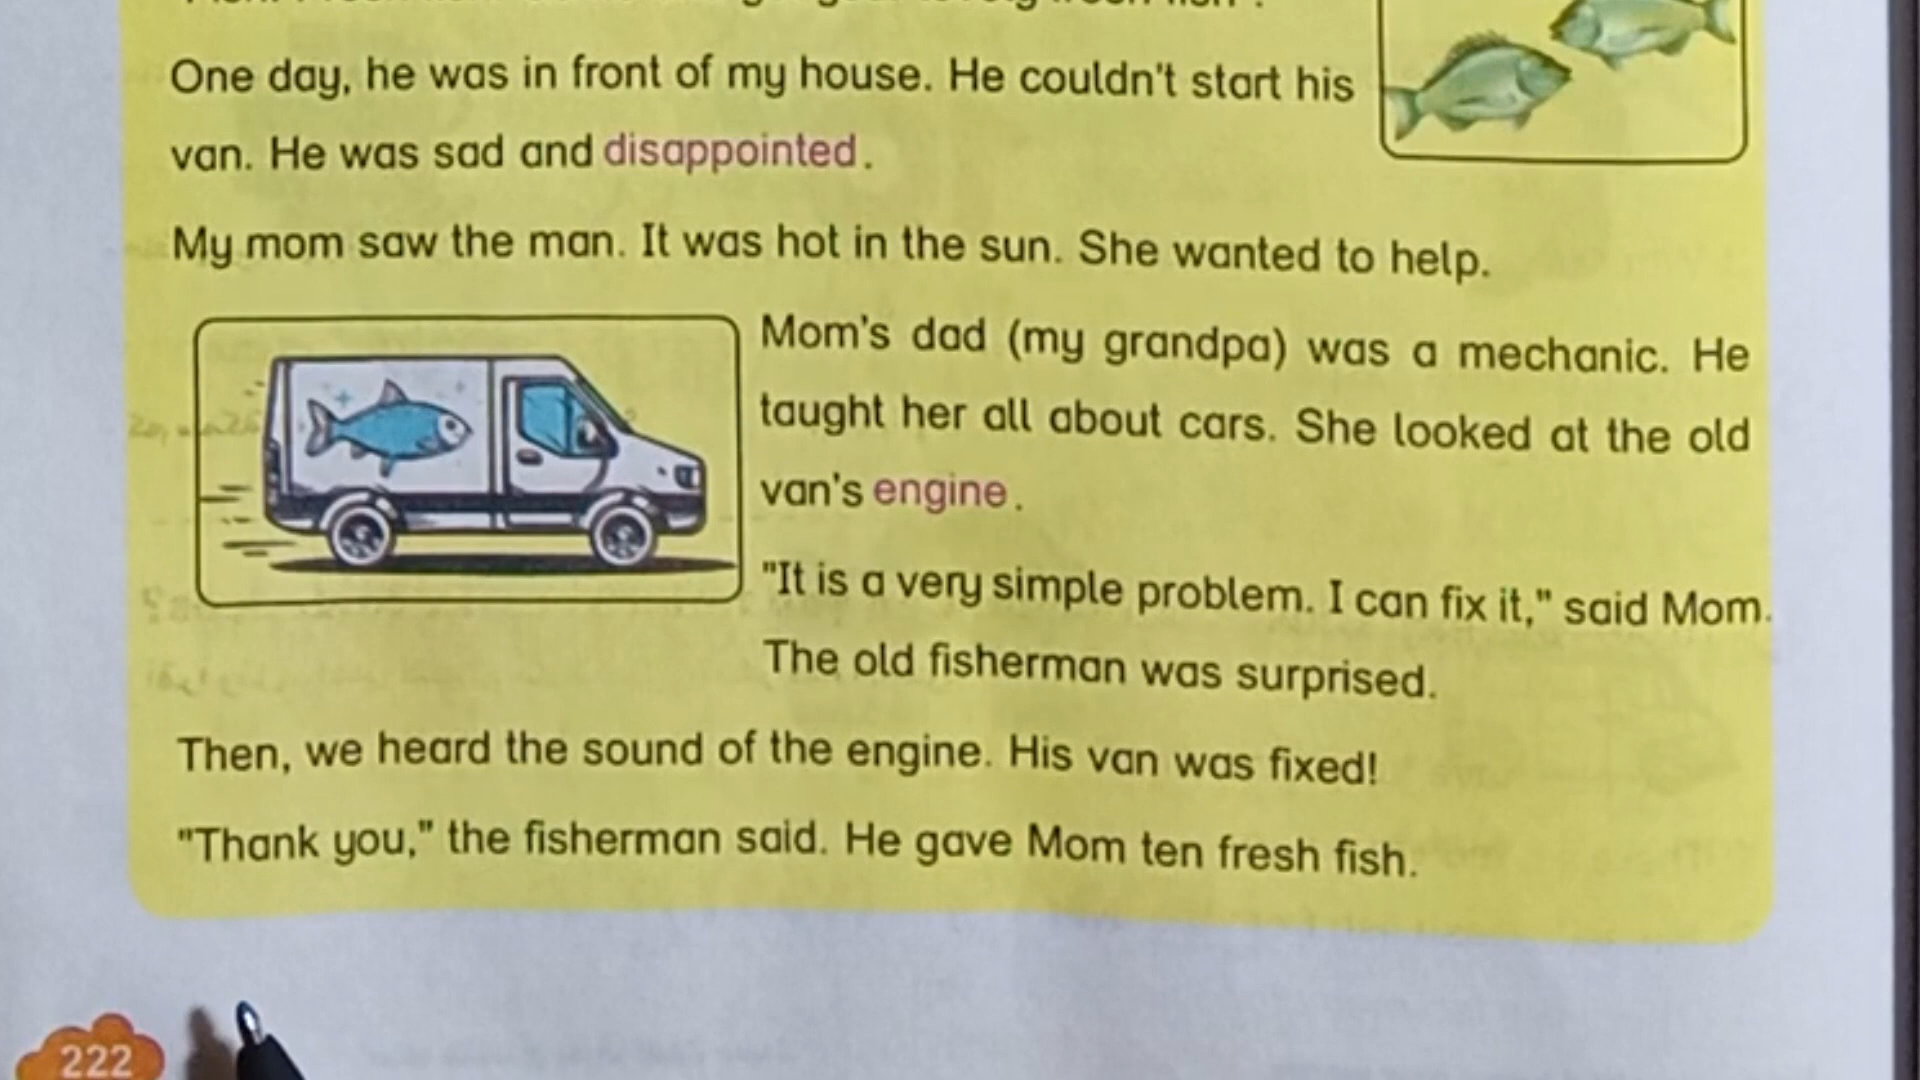 One day, he was in front of my house. He couldn't start his
van. He was sad and disappointed.
My mom saw the man. It was hot in the sun. She wanted to help.
Mom's dad (my grandpa) was a mechanic. He
taught her all about cars. She looked at the old
van's engine.
"It is a very simple problem. I can fix it," said Mom.
The old fisherman was surprised.
Then, we heard the sound of the engine. His van was fixed!
"Thank you," the fisherman said. He gave Mom ten fresh fish.
222